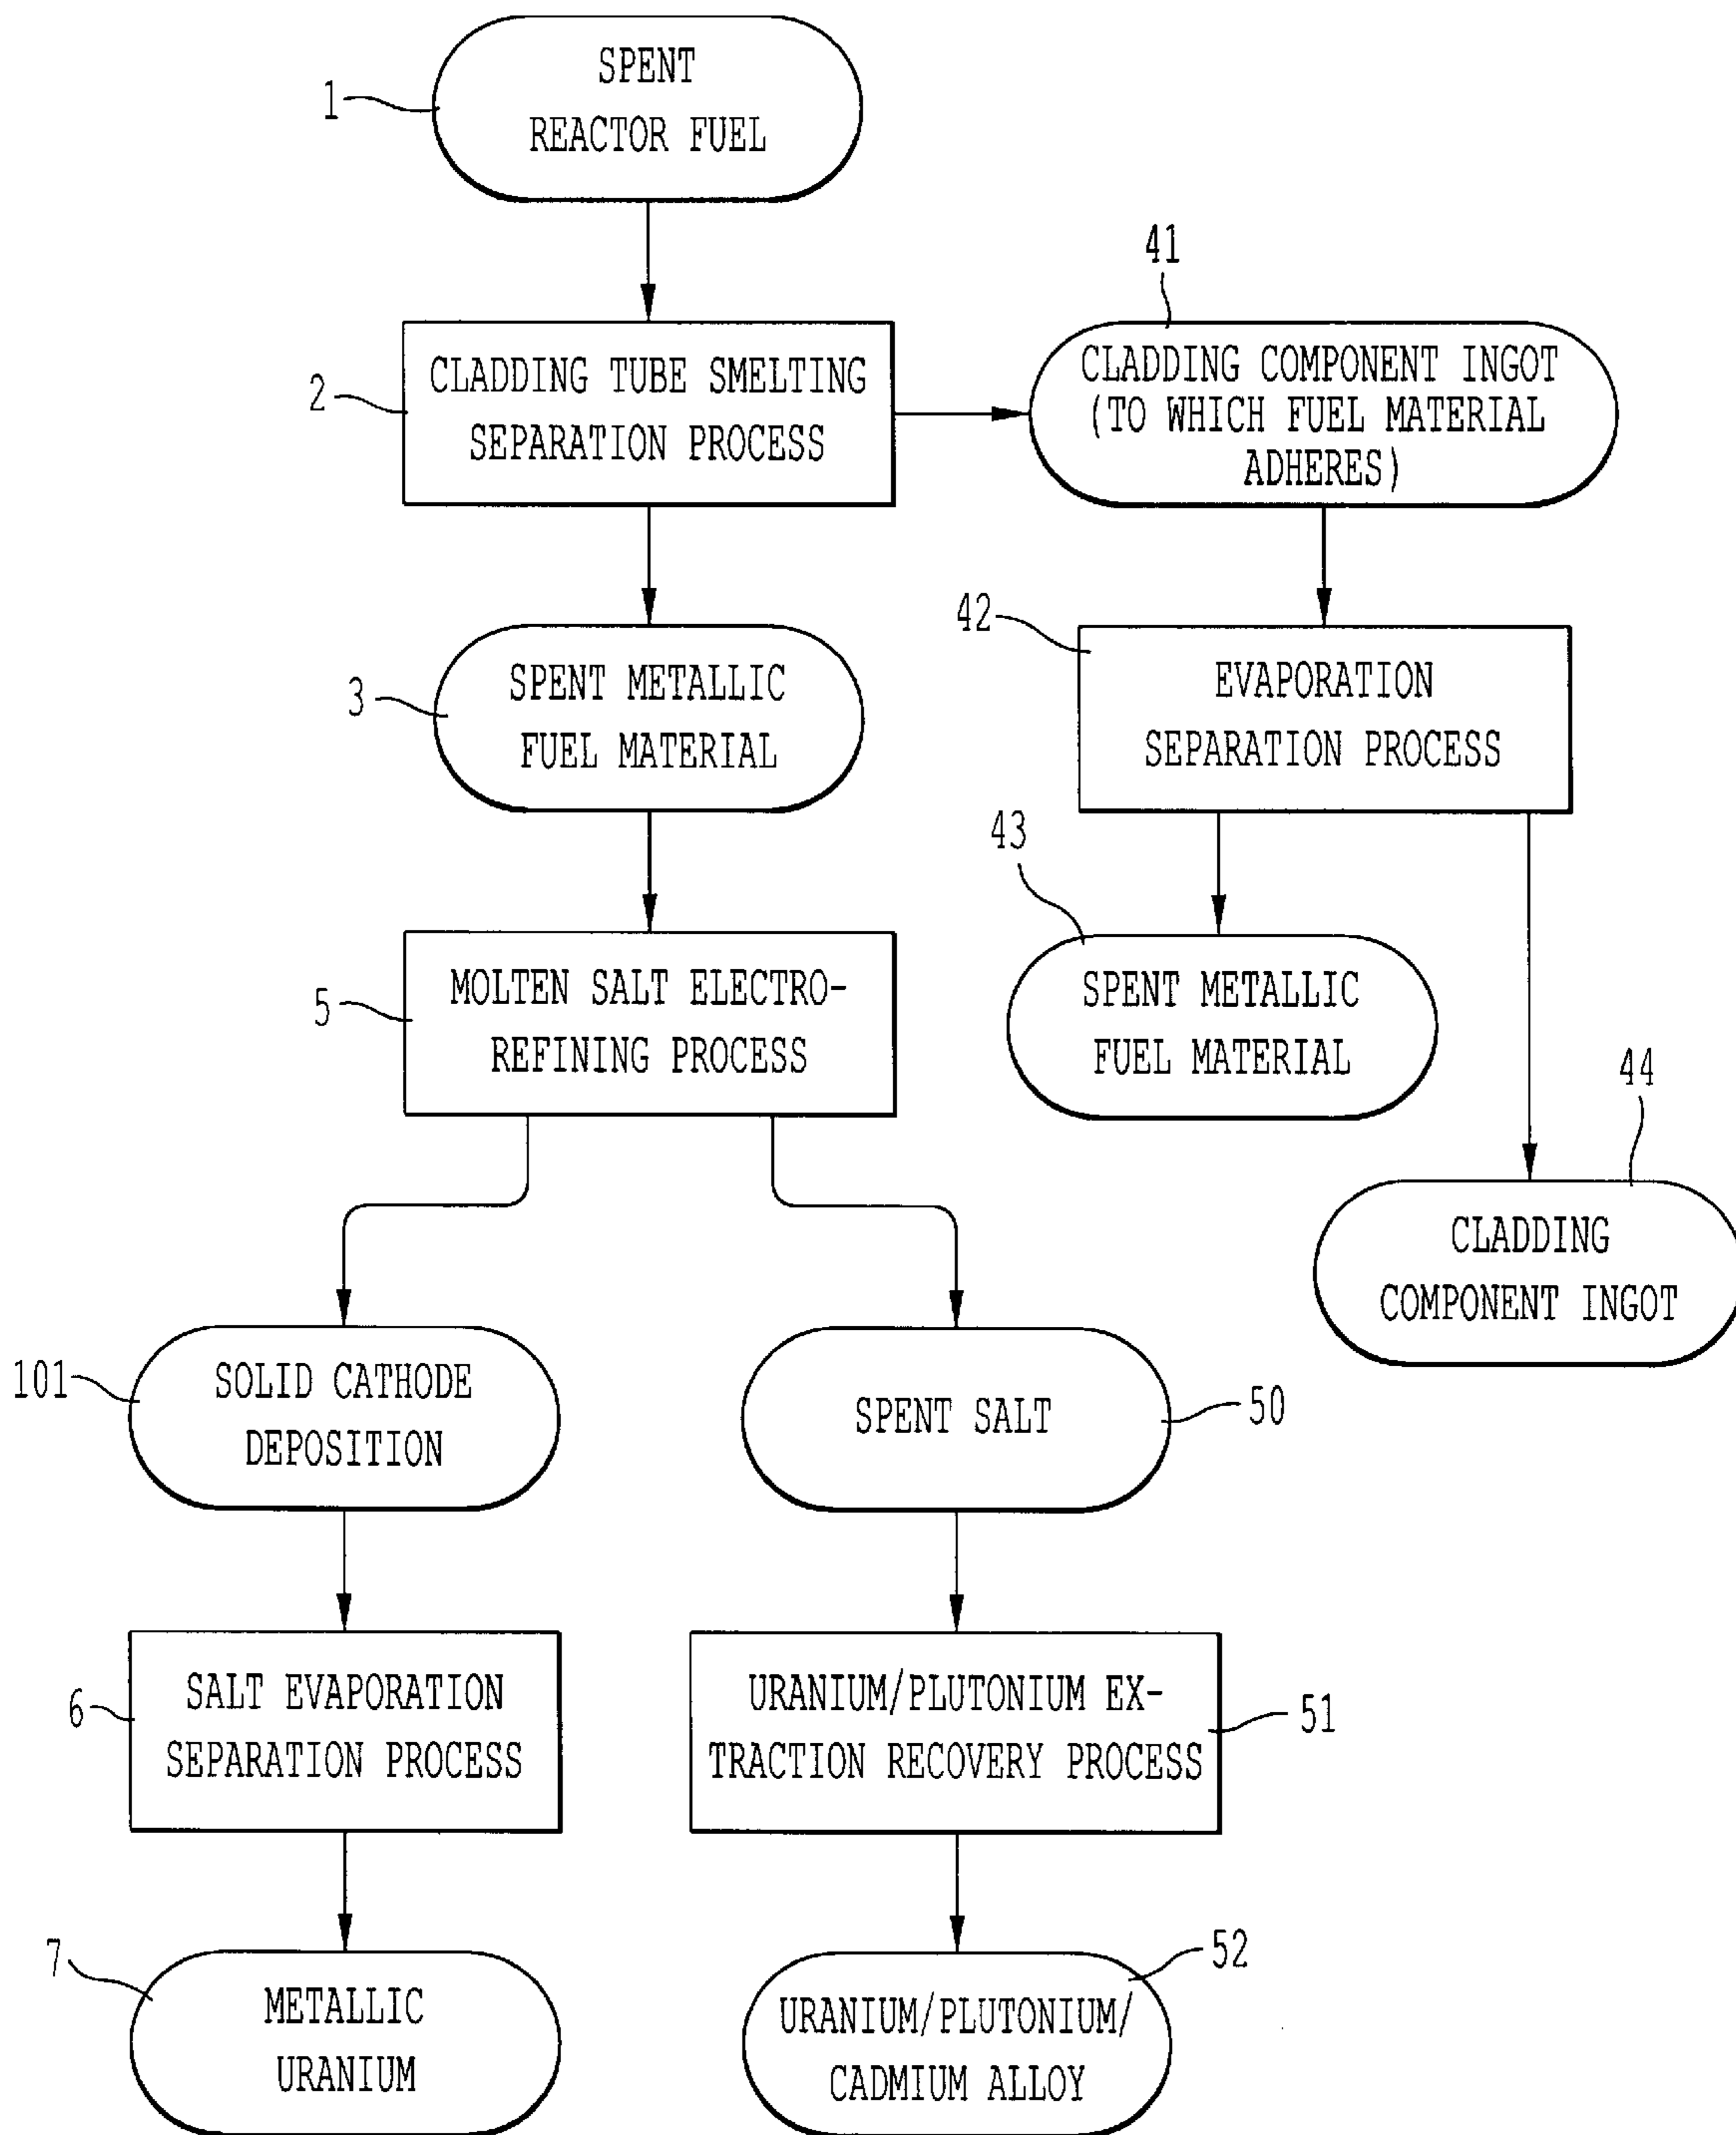 1
SPENT
REACTOR FUEL
2
CLADDING TUBE SMELTING
SEPARATION PROCESS
41
CLADDING COMPONENT INGOT
(TO WHICH FUEL MATERIAL
ADHERES)
3
SPENT METALLIC
FUEL MATERIAL
42
EVAPORATION
SEPARATION PROCESS
43
SPENT METALLIC
FUEL MATERIAL
44
CLADDING
COMPONENT INGOT
5
MOLTEN SALT ELECTRO-
REFINING PROCESS
101
SOLID CATHODE
DEPOSITION
SPENT SALT
50
6
SALT EVAPORATION
SEPARATION PROCESS
URANIUM/PLUTONIUM EX-
TRACTION RECOVERY PROCESS
51
7
METALLIC
URANIUM
52
URANIUM/PLUTONIUM/
CADMIUM ALLOY